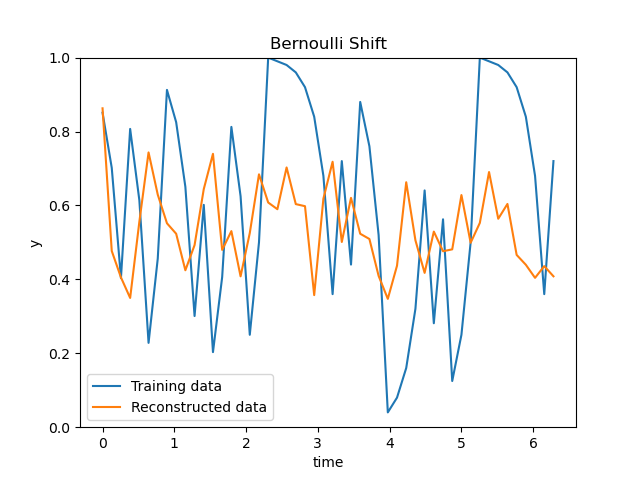 Bernoulli Shift
1.0
0.8
0.6
0.4
0.2
0.0
y
Training data
Reconstructed data
0 1 2 3 4 5 6
time